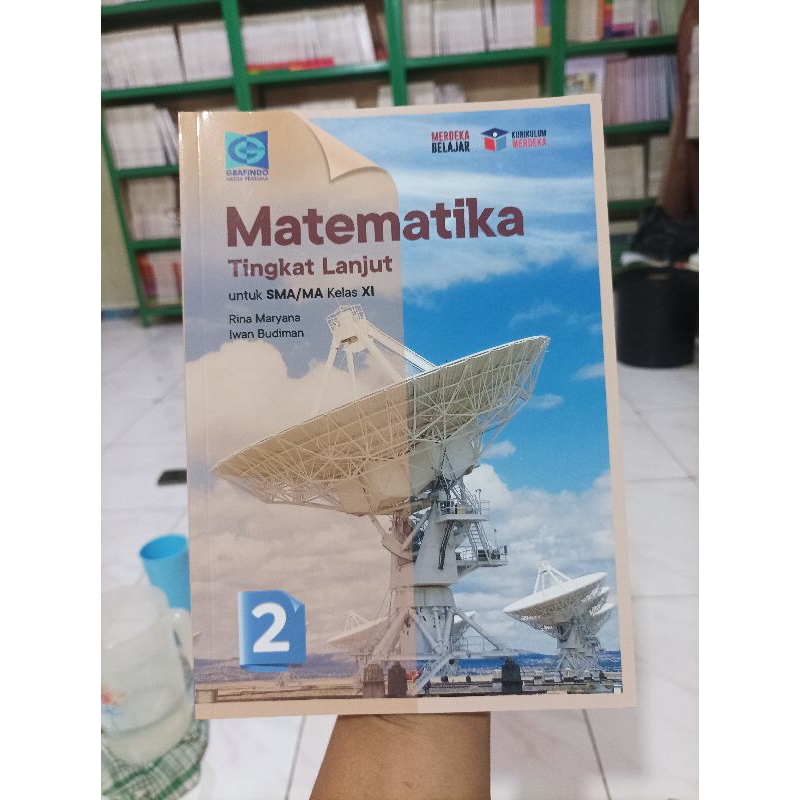 GRAFINDO
MEDIA PRATAMA
MERDEKA
BELAJAR
KURIKULUM
MERDEKA
Matematika
Tingkat Lanjut
untuk SMA/MA Kelas XI
Rina Maryana
Iwan Budiman
2